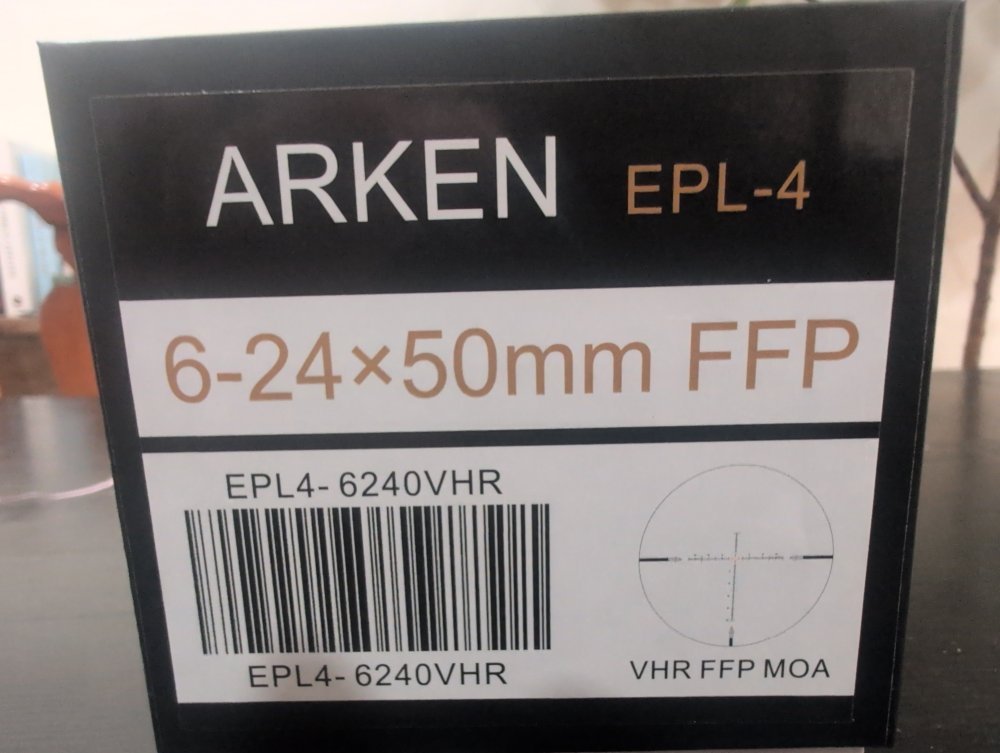 ARKEN EPL-4
6-24×50mm FFP
EPL4- 6240VHR
EPL4- 6240VHR
VHR FFP MOA